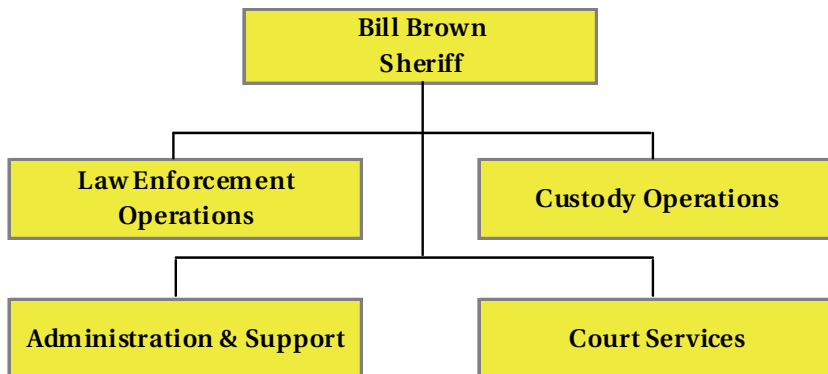 Bill Brown
Sheriff
Law Enforcement
Operations
Custody Operations
Administration & Support
Court Services